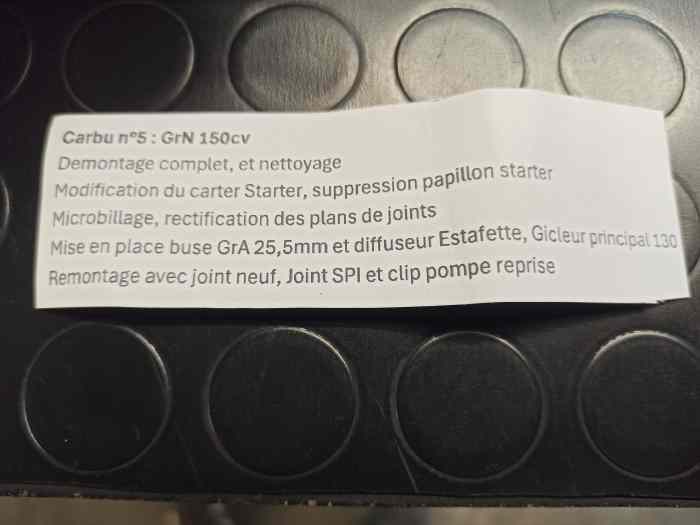 Carbu n°5 : GrN 150cv
Demontage complet, et nettoyage
Modification du carter Starter, suppression papillon starter
Microbillage, rectification des plans de joints
Mise en place buse GrA 25,5mm et diffuseur Estafette, Gicleur principal 130
Remontage avec joint neuf, Joint SPI et clip pompe reprise